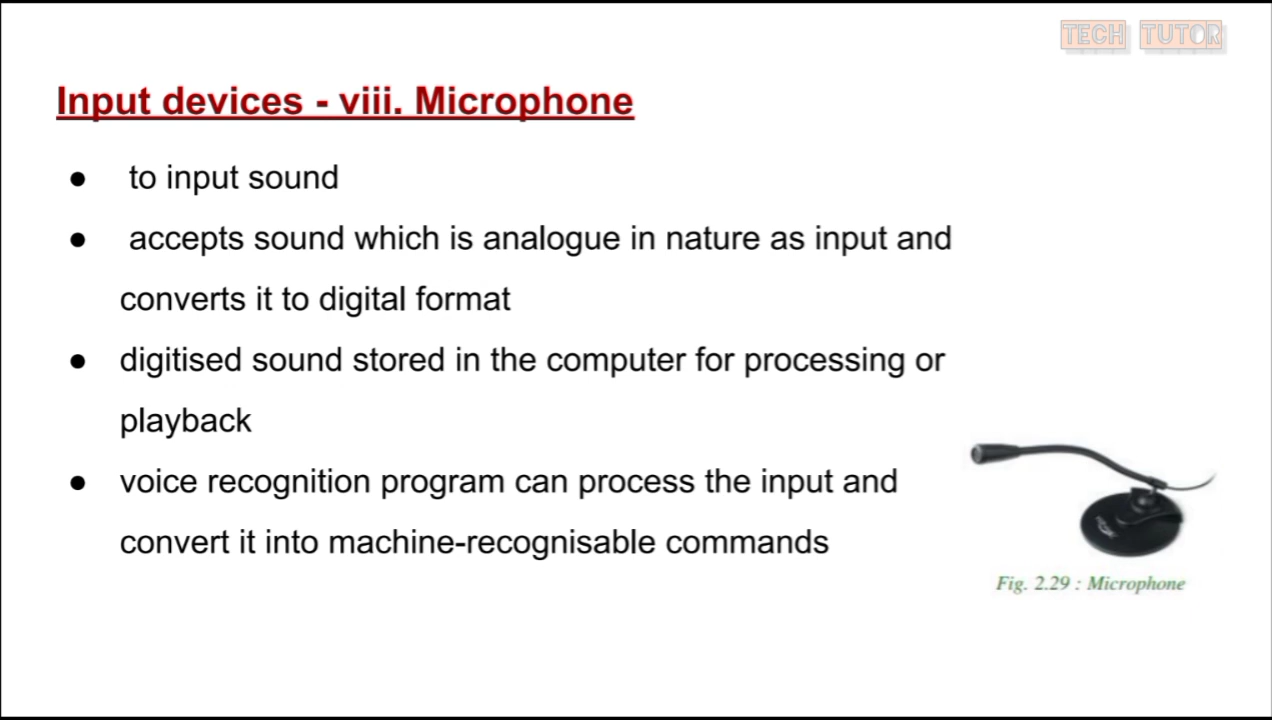 TECH TUTOR
Input devices - viii. Microphone
● to input sound
● accepts sound which is analogue in nature as input and
converts it to digital format
● digitised sound stored in the computer for processing or
playback
● voice recognition program can process the input and
convert it into machine-recognisable commands
Fig. 2.29 : Microphone